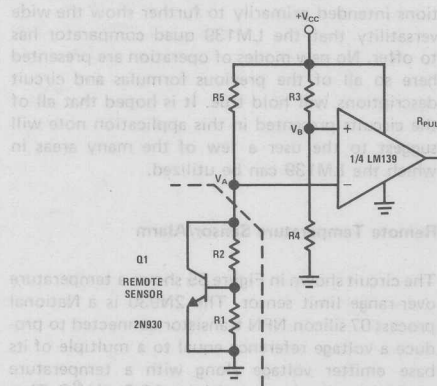 tions intended primarily to further show the wide
versatility that the LM139 quad comparator has
to offer. No new modes of operation are presented
here so all of the previous formulas and circuit
descriptions will hold true. It is hoped that all of
the circuits presented in this application note will
suggest to the user a few of the many areas in
which the LM139 can be utilized.
Remote Temperature Sensor/Alarm
The circuit shown in Figure
over-range limit sensor. The 2N930 is a National
process 07 silicon NPN transistor connected to pro-
duce a voltage reference equal to a multiple of its
base emitter voltage along with a temperature
+VCC
R5
R3
RPUL
VB
+
1/4 LM139
VA
−
R2
R4
Q1
REMOTE
SENSOR
2N930
R1